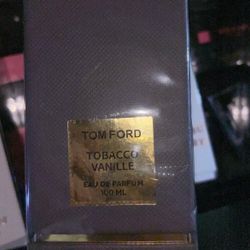 TOM FORD
TOBACCO
VANILLE
EAU DE PARFUM
100 ML